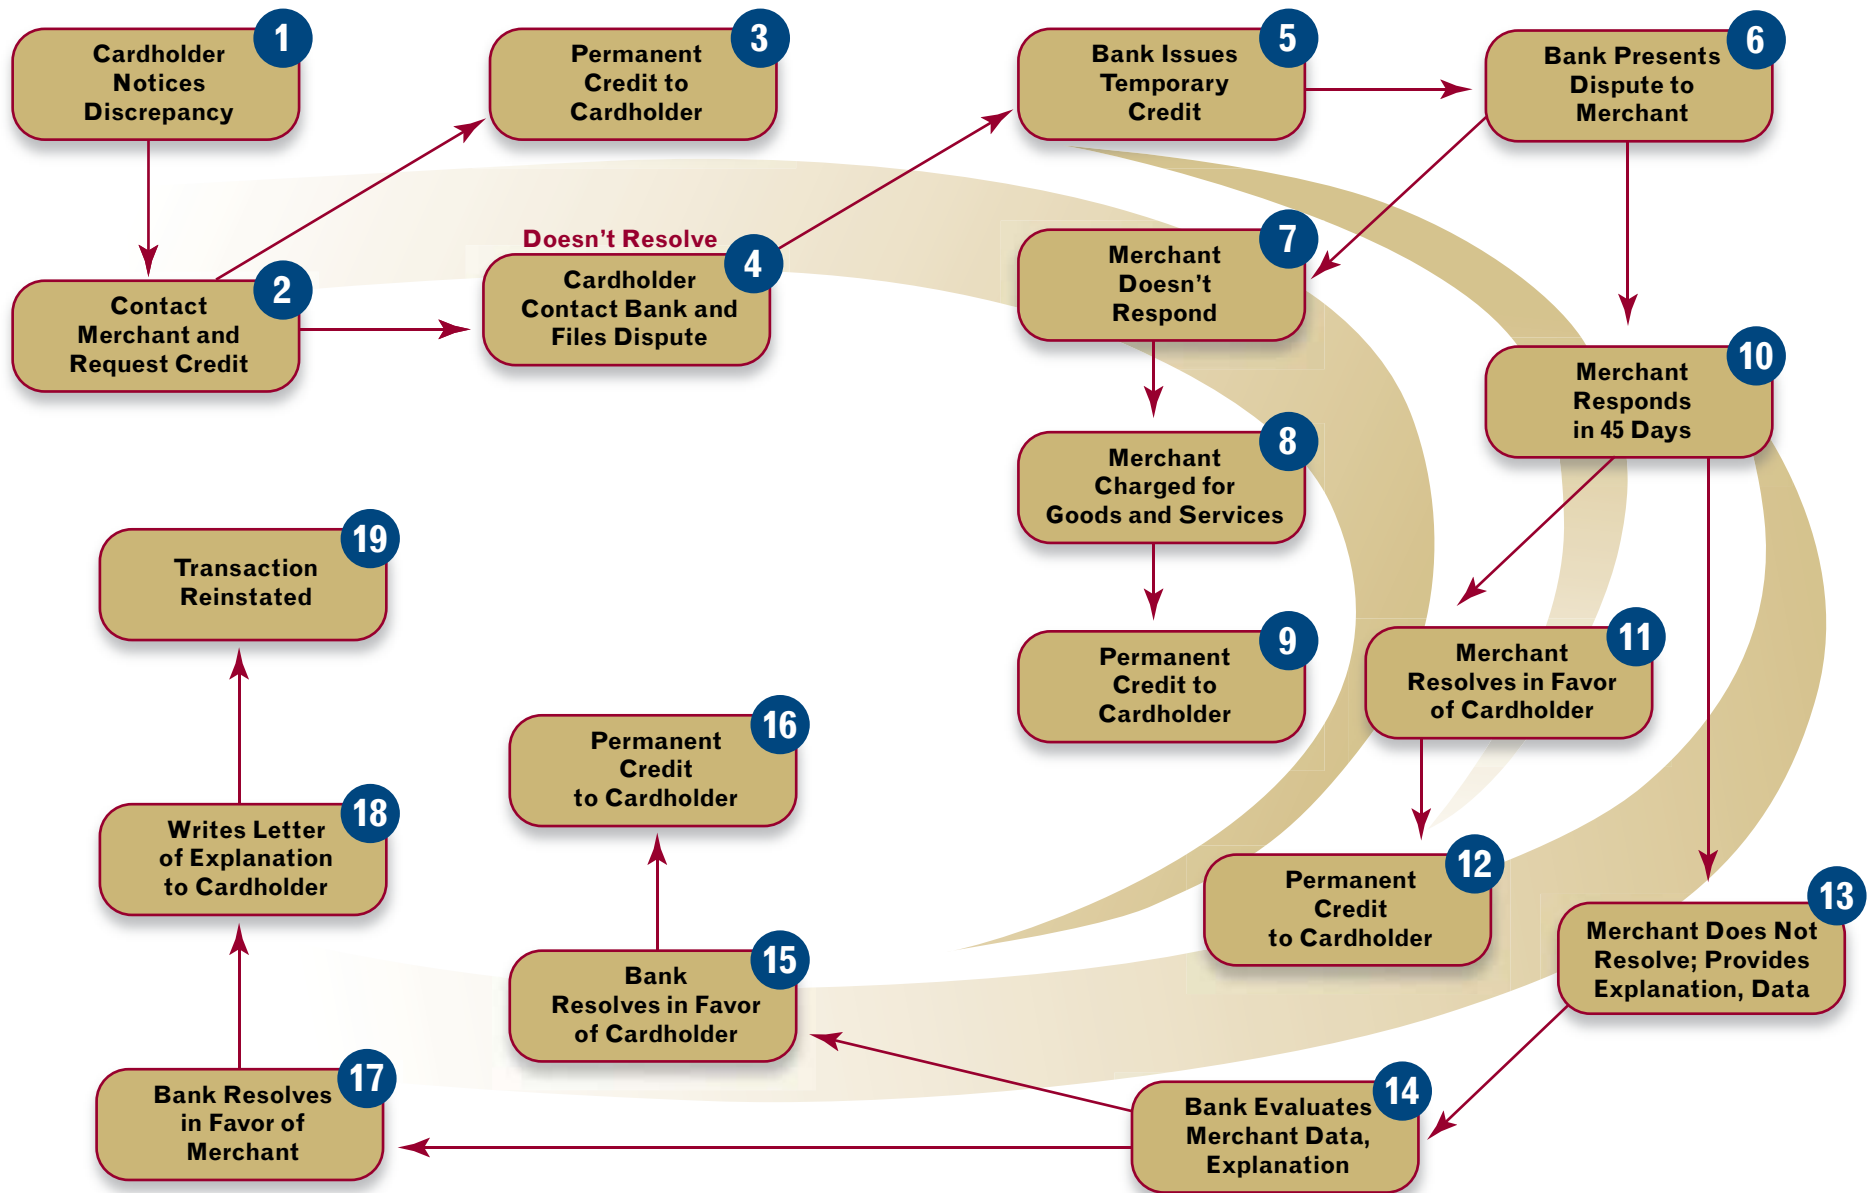 1
Cardholder
Notices
Discrepancy
2
Contact
Merchant and
Request Credit
3
Permanent
Credit to
Cardholder
Doesn't Resolve
4
Cardholder
Contact Bank and
Files Dispute
5
Bank Issues
Temporary
Credit
6
Bank Presents
Dispute to
Merchant
7
Merchant
Doesn't
Respond
8
Merchant
Charged for
Goods and Services
9
Permanent
Credit to
Cardholder
10
Merchant
Responds
in 45 Days
11
Merchant
Resolves in Favor
of Cardholder
12
Permanent
Credit
to Cardholder
13
Merchant Does Not
Resolve; Provides
Explanation, Data
14
Bank Evaluates
Merchant Data,
Explanation
15
Bank
Resolves in Favor
of Cardholder
16
Permanent
Credit
to Cardholder
17
Bank Resolves
in Favor of
Merchant
18
Writes Letter
of Explanation
to Cardholder
19
Transaction
Reinstated